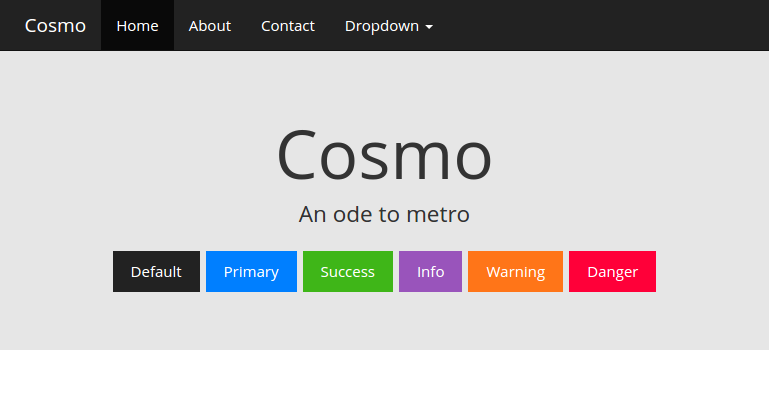 Cosmo Home About Contact Dropdown
Cosmo
An ode to metro
Default Primary Success Info Warning Danger